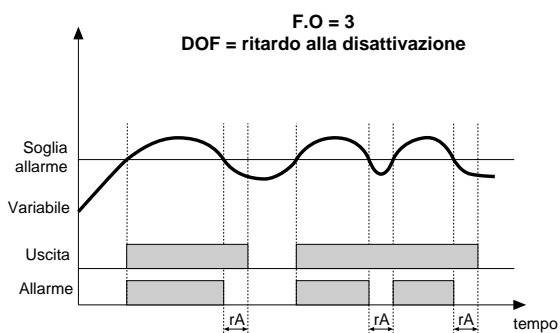 F.O = 3
DOF = ritardo alla disattivazione
Soglia
allarme
Variabile
Uscita
Allarme
rA
rA
rA
tempo